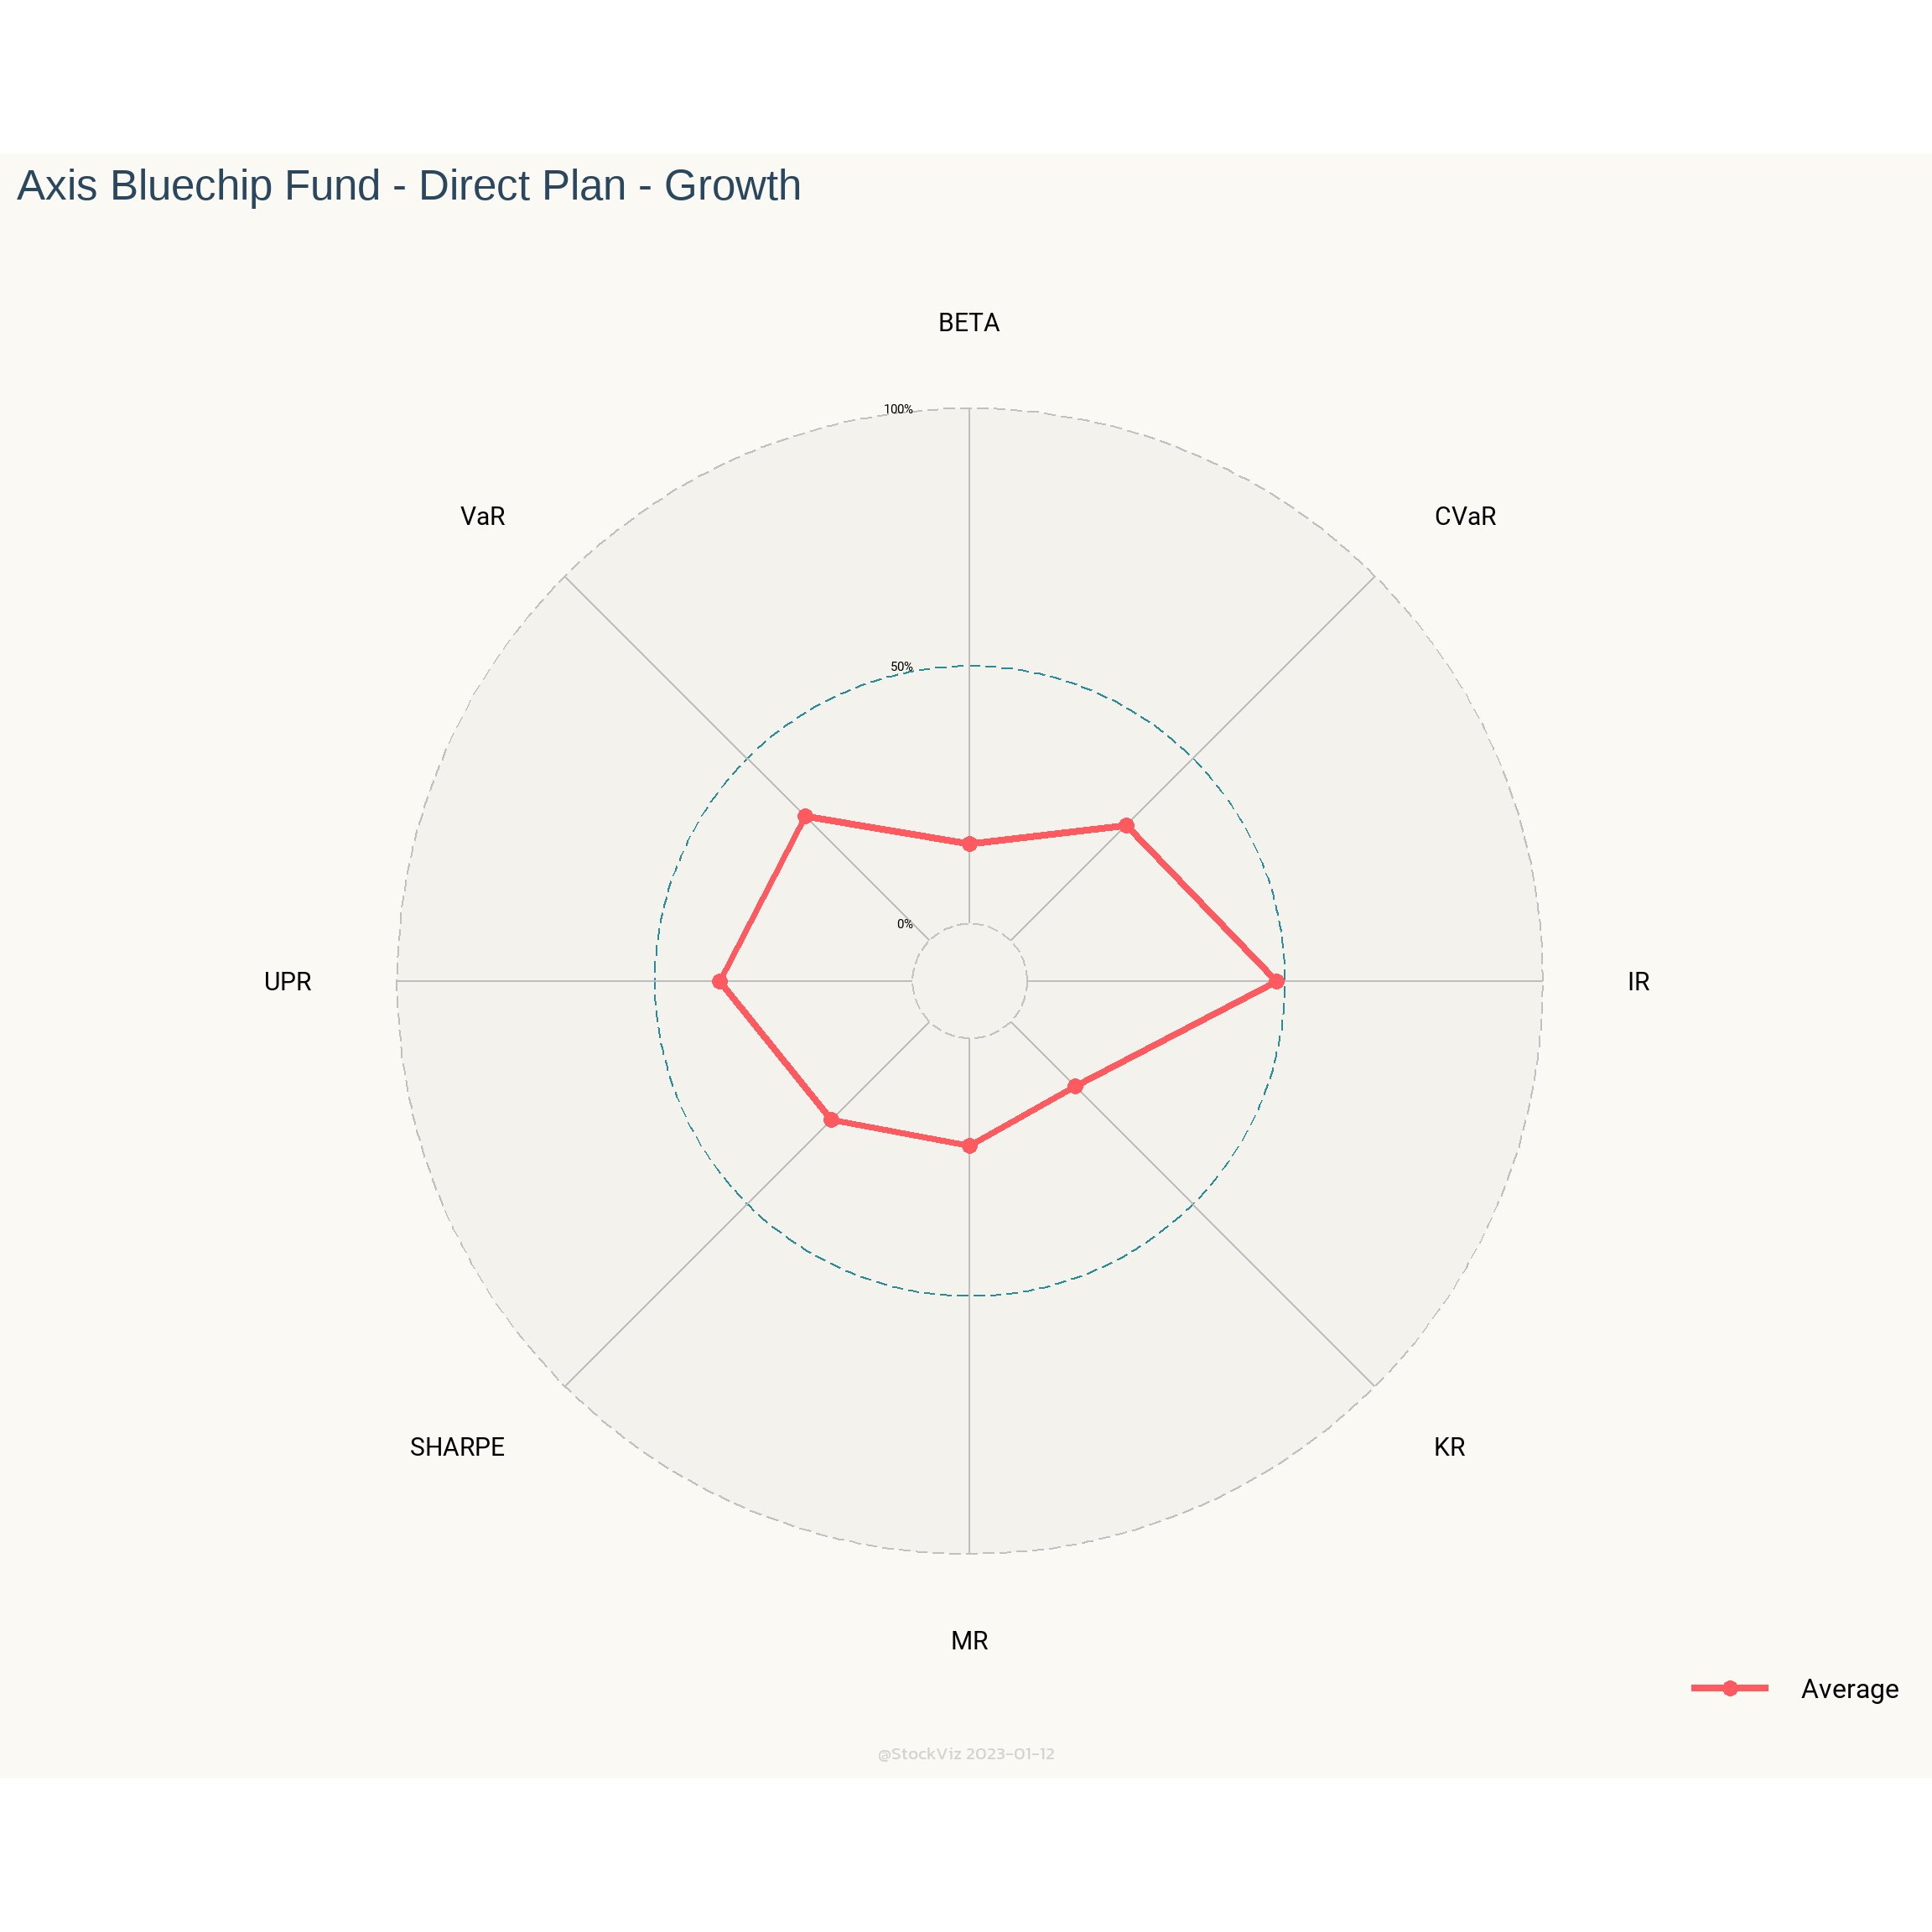 Axis Bluechip Fund - Direct Plan - Growth
BETA
100%
VaR
CVaR
50%
0%
UPR
IR
SHARPE
KR
MR
Average
@StockViz 2023-01-12